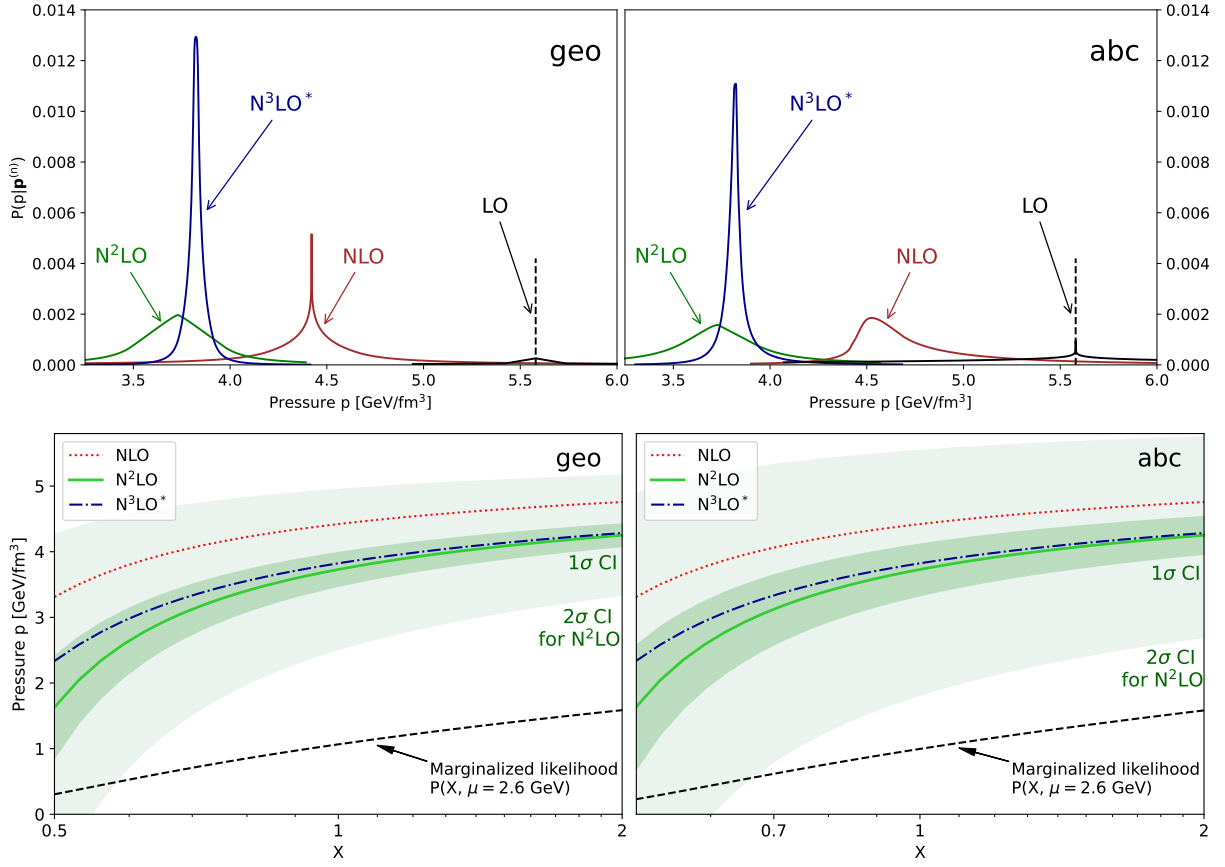 0.014
0.012
0.010
0.008
0.006
0.004
0.002
0.000
P(p|p⁽ⁿ⁾)
geo
N³LO*
LO
N²LO
NLO
3.5 4.0 4.5 5.0 5.5 6.0
Pressure p [GeV/fm³]
abc
N³LO*
LO
N²LO
NLO
0.014
0.012
0.010
0.008
0.006
0.004
0.002
0.000
3.5 4.0 4.5 5.0 5.5 6.0
Pressure p [GeV/fm³]
5
4
3
2
1
0
Pressure p [GeV/fm³]
NLO
N²LO
N³LO*
geo
1σ CI
2σ CI
for N²LO
Marginalized likelihood
P(X, μ = 2.6 GeV)
0.5 1 2
X
NLO
N²LO
N³LO*
abc
1σ CI
2σ CI
for N²LO
Marginalized likelihood
P(X, μ = 2.6 GeV)
0.7 1 2
X